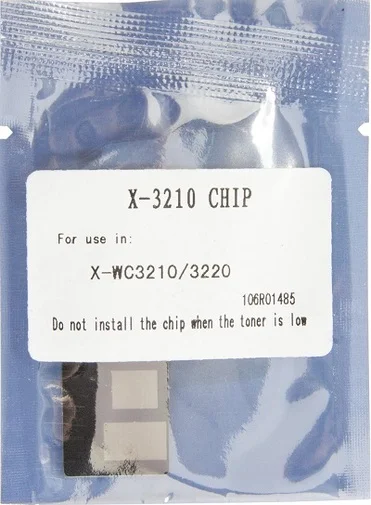 X-3210 CHIP
For use in:
X-WC3210/3220
106R01485
Do not install the chip when the toner is low